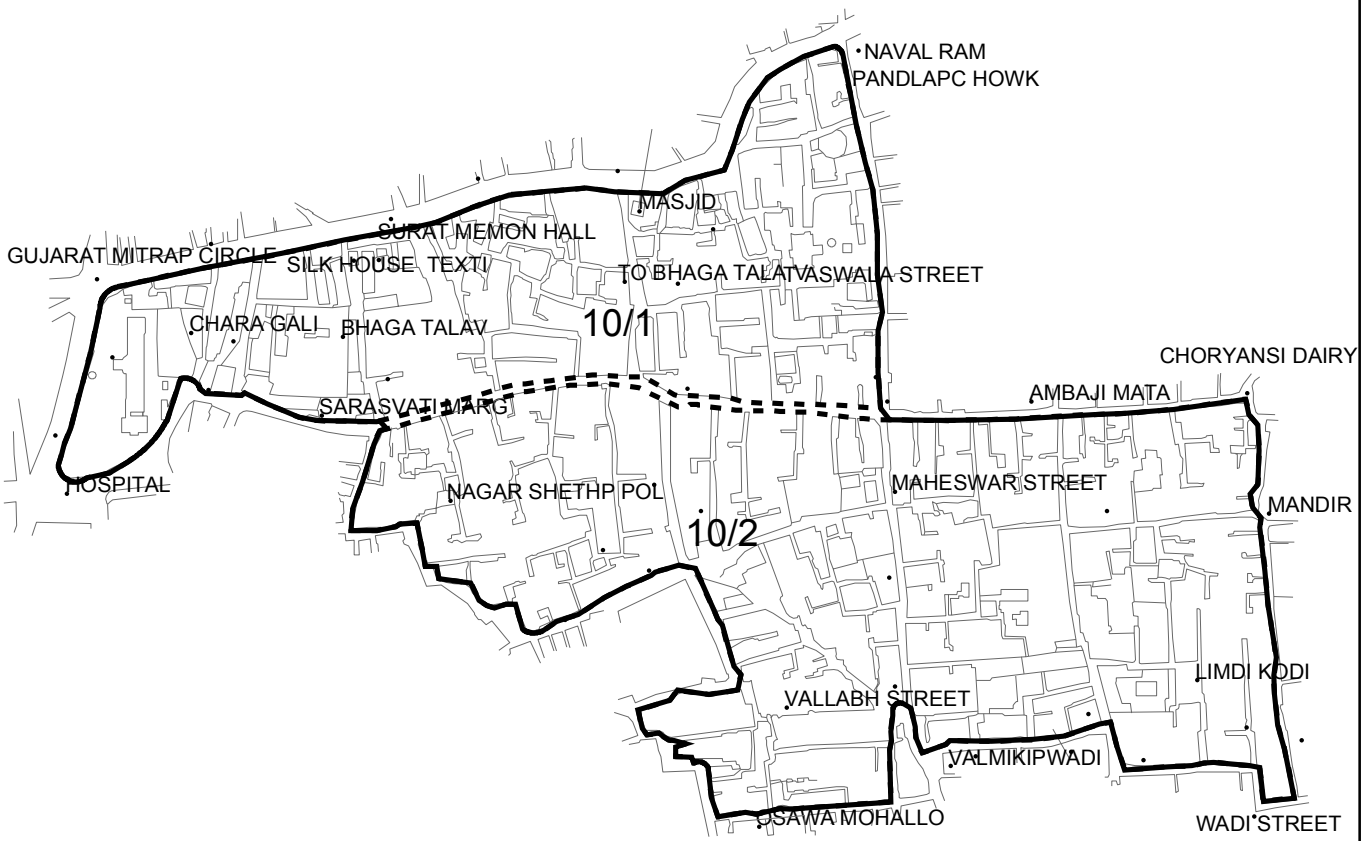 NAVAL RAM
PANDLAPC HOWK
MASJID
SURAT MEMON HALL
GUJARAT MITRAP CIRCLE
SILK HOUSE TEXTI
TO BHAGA TALATV
VASWALA STREET
CHARA GALI
BHAGA TALAV
10/1
CHORYANSI DAIRY
AMBAJI MATA
SARASVATI MARG
HOSPITAL
NAGAR SHETHP POL
MAHESWAR STREET
MANDIR
10/2
LIMDI KODI
VALLABH STREET
VALMIKIPWADI
OSAWA MOHALLO
WADI STREET